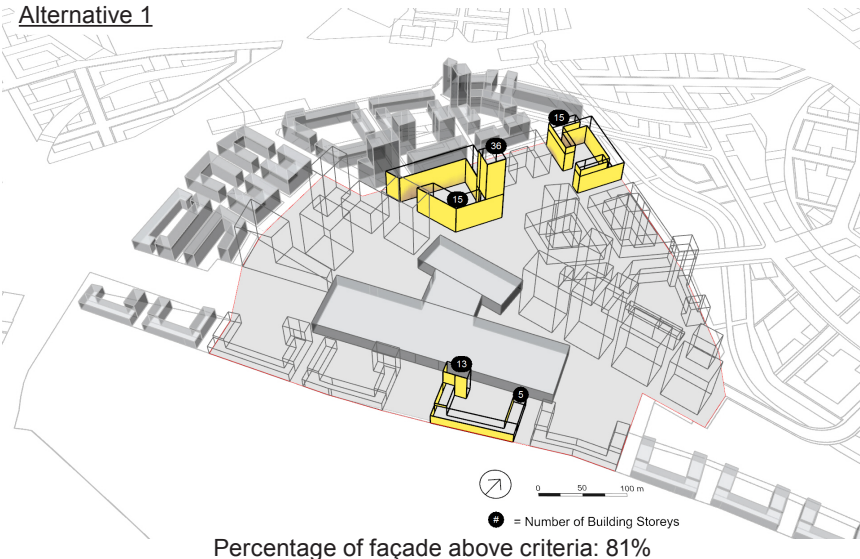 Alternative 1
15
36
15
13
5
0 50 100 m
# = Number of Building Storeys
Percentage of façade above criteria: 81%